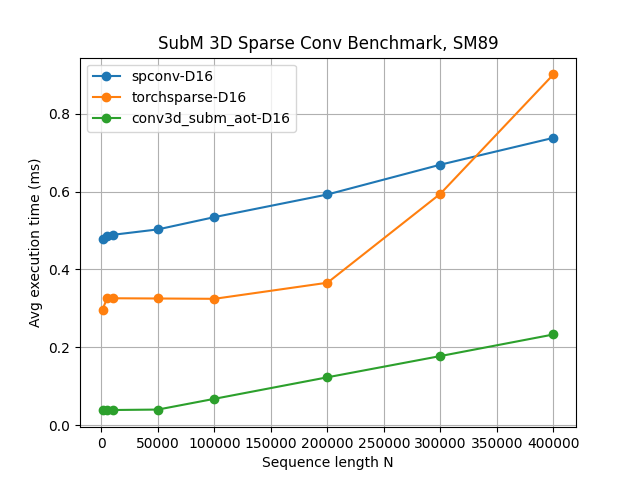 SubM 3D Sparse Conv Benchmark, SM89
spconv-D16
torchsparse-D16
conv3d_subm_aot-D16
Avg execution time (ms)
0.8
0.6
0.4
0.2
0.0
0 50000 100000 150000 200000 250000 300000 350000 400000
Sequence length N